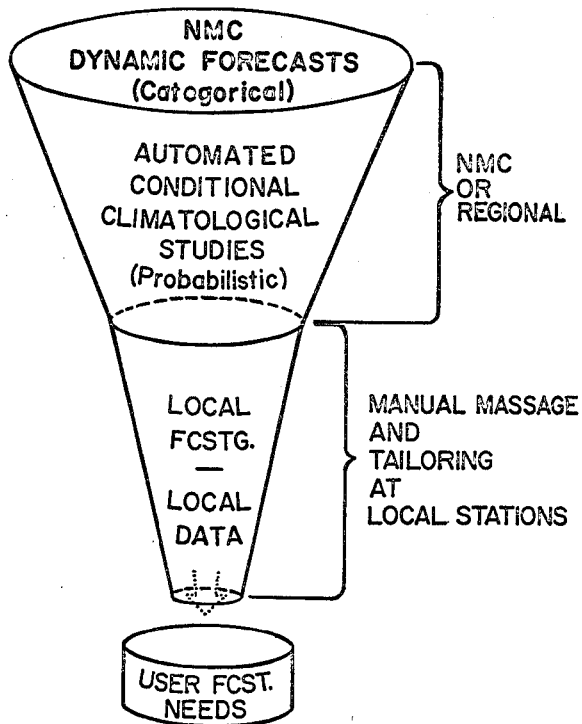 NMC
DYNAMIC FORECASTS
(Catogorical)
AUTOMATED
CONDITIONAL
CLIMATOLOGICAL
STUDIES
(Probabilistic)
NMC
OR
REGIONAL
LOCAL
FCSTG.
—
LOCAL
DATA
MANUAL MASSAGE
AND
TAILORING
AT
LOCAL STATIONS
USER FCST.
NEEDS